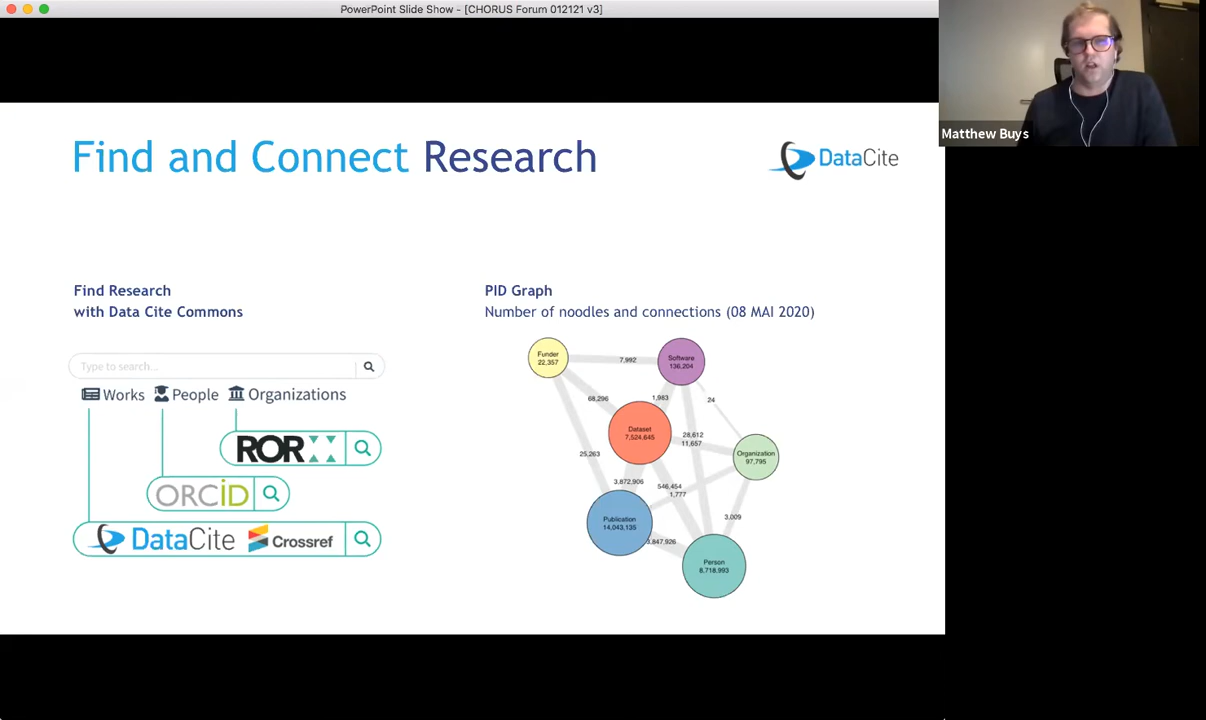 PowerPoint Slide Show - [CHORUS Forum 012121 v3]
Matthew Buys
Find and Connect Research
DataCite
Find Research
with Data Cite Commons
Type to search...
Works People Organizations
ROR
ORCID
DataCite Crossref
PID Graph
Number of noodles and connections (08 MAI 2020)
Funder
22,357
7,992
Software
136,204
68,296
1,983
24
Dataset
7,524,645
28,612
11,657
25,263
Organization
97,795
3,872,906
546,454
1,777
Publication
14,043,135
3,009
3,847,926
Person
8,718,993